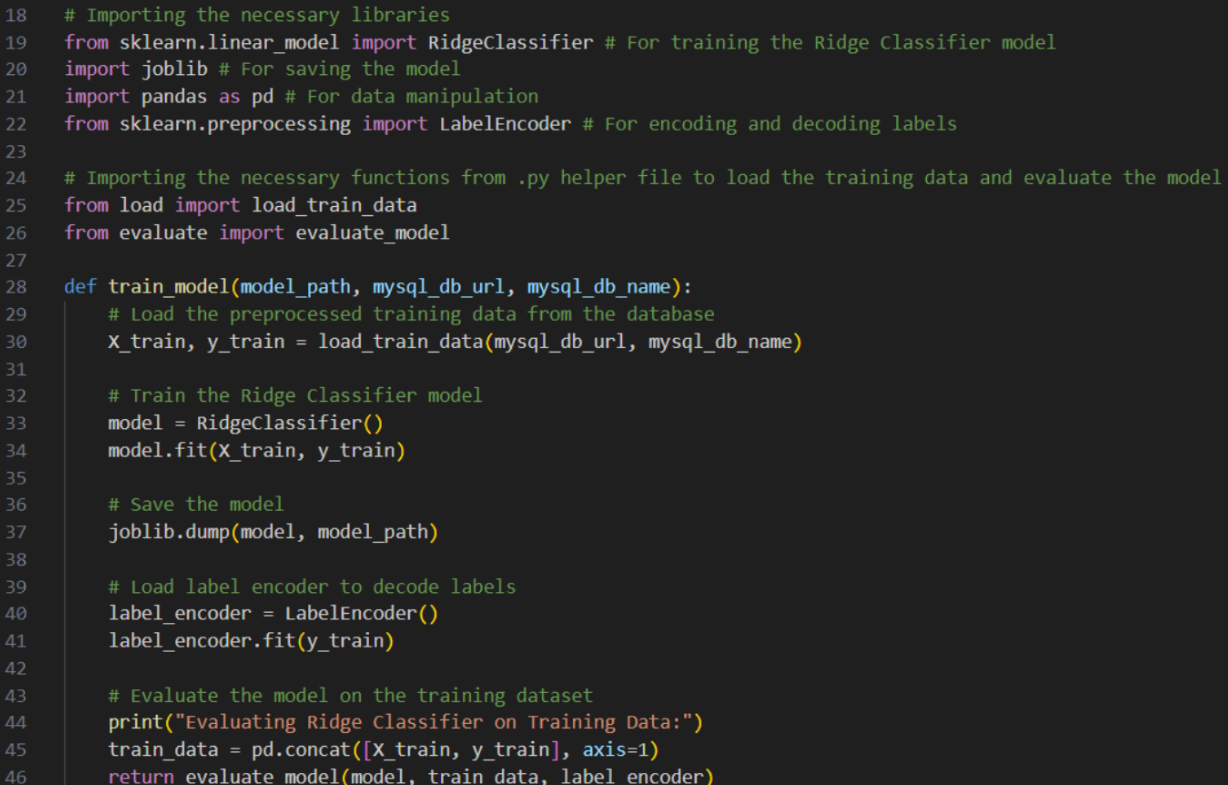 18 # Importing the necessary libraries
19 from sklearn.linear_model import RidgeClassifier # For training the Ridge Classifier model
20 import joblib # For saving the model
21 import pandas as pd # For data manipulation
22 from sklearn.preprocessing import LabelEncoder # For encoding and decoding labels
23
24 # Importing the necessary functions from .py helper file to load the training data and evaluate the model
25 from load import load_train_data
26 from evaluate import evaluate_model
27
28 def train_model(model_path, mysql_db_url, mysql_db_name):
29     # Load the preprocessed training data from the database
30     X_train, y_train = load_train_data(mysql_db_url, mysql_db_name)
31
32     # Train the Ridge Classifier model
33     model = RidgeClassifier()
34     model.fit(X_train, y_train)
35
36     # Save the model
37     joblib.dump(model, model_path)
38
39     # Load label encoder to decode labels
40     label_encoder = LabelEncoder()
41     label_encoder.fit(y_train)
42
43     # Evaluate the model on the training dataset
44     print("Evaluating Ridge Classifier on Training Data:")
45     train_data = pd.concat([X_train, y_train], axis=1)
46     return evaluate_model(model, train_data, label_encoder)